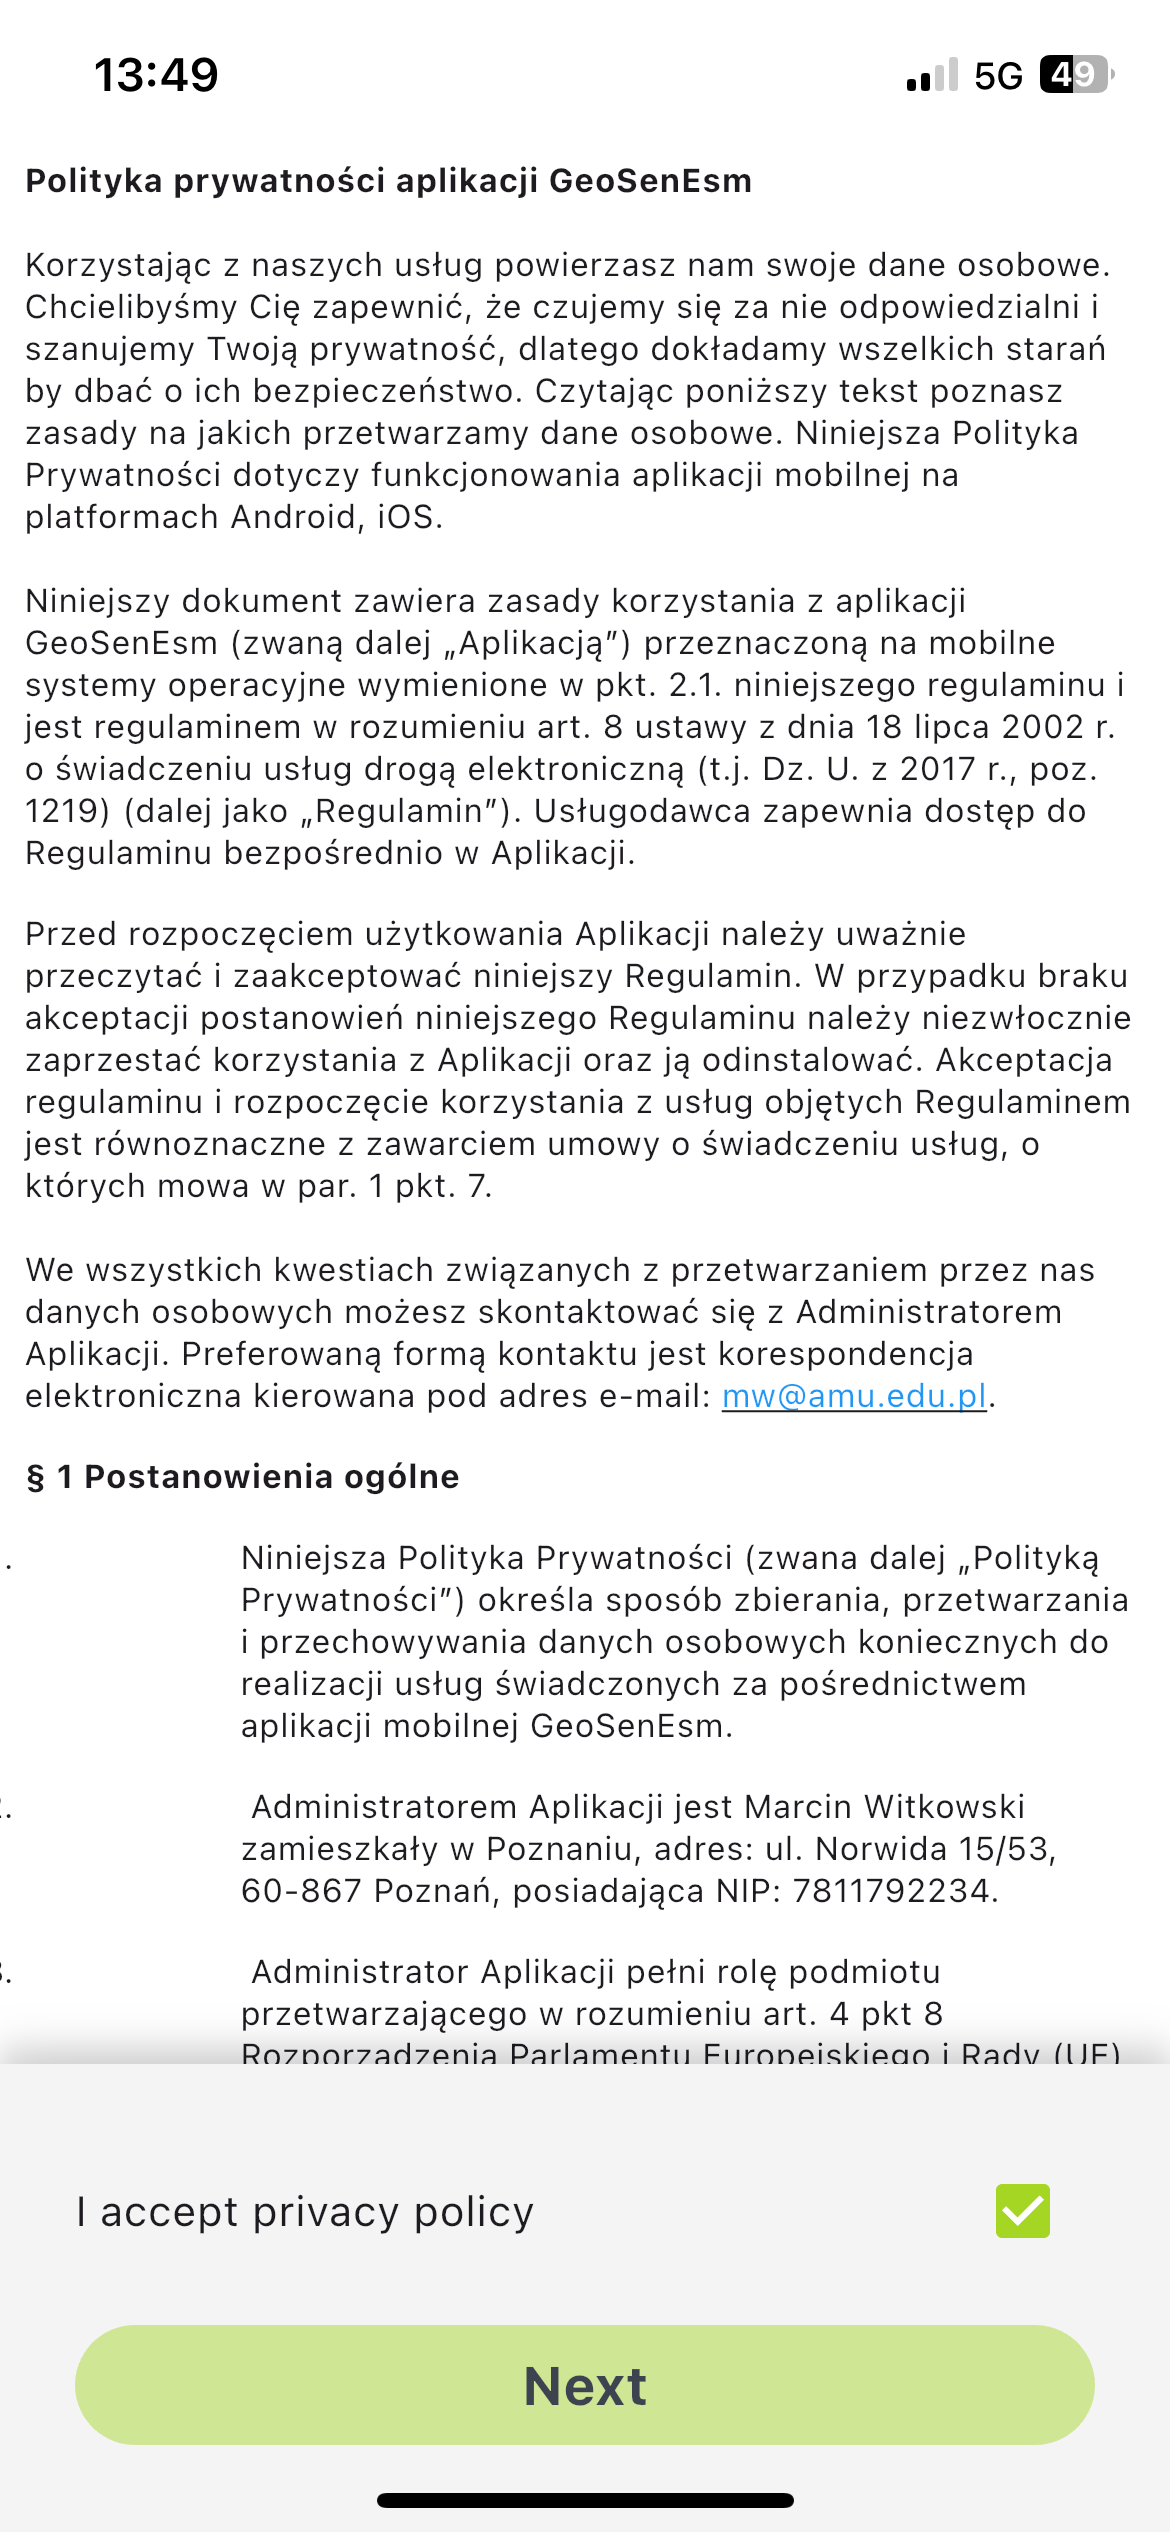 13:49
5G 49
Polityka prywatności aplikacji GeoSenEsm
Korzystając z naszych usług powierzasz nam swoje dane osobowe.
Chcielibyśmy Cię zapewnić, że czujemy się za nie odpowiedzialni i
szanujemy Twoją prywatność, dlatego dokładamy wszelkich starań
by dbać o ich bezpieczeństwo. Czytając poniższy tekst poznasz
zasady na jakich przetwarzamy dane osobowe. Niniejsza Polityka
Prywatności dotyczy funkcjonowania aplikacji mobilnej na
platformach Android, iOS.
Niniejszy dokument zawiera zasady korzystania z aplikacji
GeoSenEsm (zwaną dalej „Aplikacją”) przeznaczoną na mobilne
systemy operacyjne wymienione w pkt. 2.1. niniejszego regulaminu i
jest regulaminem w rozumieniu art. 8 ustawy z dnia 18 lipca 2002 r.
o świadczeniu usług drogą elektroniczną (t.j. Dz. U. z 2017 r., poz.
1219) (dalej jako „Regulamin”). Usługodawca zapewnia dostęp do
Regulaminu bezpośrednio w Aplikacji.
Przed rozpoczęciem użytkowania Aplikacji należy uważnie
przeczytać i zaakceptować niniejszy Regulamin. W przypadku braku
akceptacji postanowień niniejszego Regulaminu należy niezwłocznie
zaprzestać korzystania z Aplikacji oraz ją odinstalować. Akceptacja
regulaminu i rozpoczęcie korzystania z usług objętych Regulaminem
jest równoznaczne z zawarciem umowy o świadczeniu usług, o
których mowa w par. 1 pkt. 7.
We wszystkich kwestiach związanych z przetwarzaniem przez nas
danych osobowych możesz skontaktować się z Administratorem
Aplikacji. Preferowaną formą kontaktu jest korespondencja
elektroniczna kierowana pod adres e-mail: mw@amu.edu.pl.
§ 1 Postanowienia ogólne
. Niniejsza Polityka Prywatności (zwana dalej „Polityką
Prywatności”) określa sposób zbierania, przetwarzania
i przechowywania danych osobowych koniecznych do
realizacji usług świadczonych za pośrednictwem
aplikacji mobilnej GeoSenEsm.
2. Administratorem Aplikacji jest Marcin Witkowski
zamieszkały w Poznaniu, adres: ul. Norwida 15/53,
60-867 Poznań, posiadająca NIP: 7811792234.
3. Administrator Aplikacji pełni rolę podmiotu
przetwarzającego w rozumieniu art. 4 pkt 8
Rozporządzenia Parlamentu Europejskiego i Rady (UE)
I accept privacy policy
Next